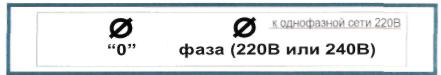 к однофазной сети 220В
“0” фаза (220В или 240В)